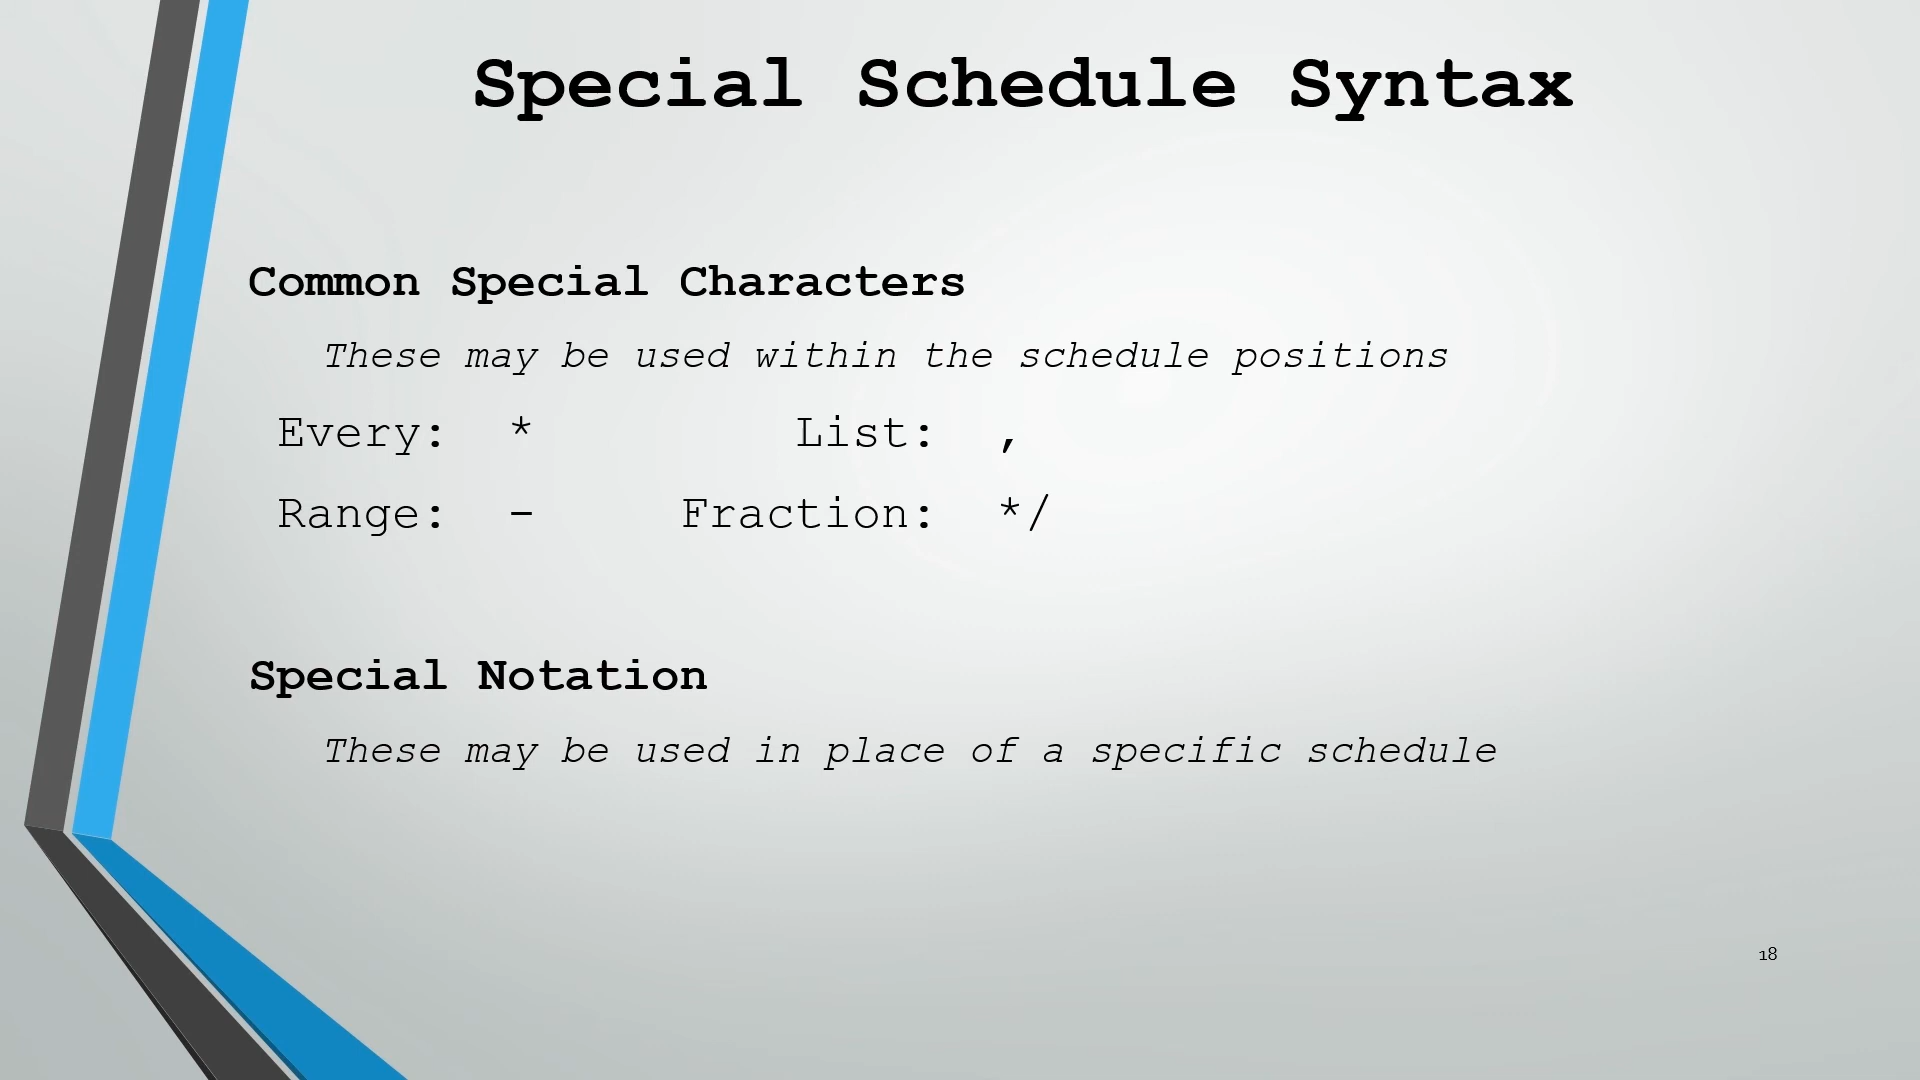 Special Schedule Syntax
Common Special Characters
These may be used within the schedule positions
Every: * List: ,
Range: - Fraction: */
Special Notation
These may be used in place of a specific schedule
18